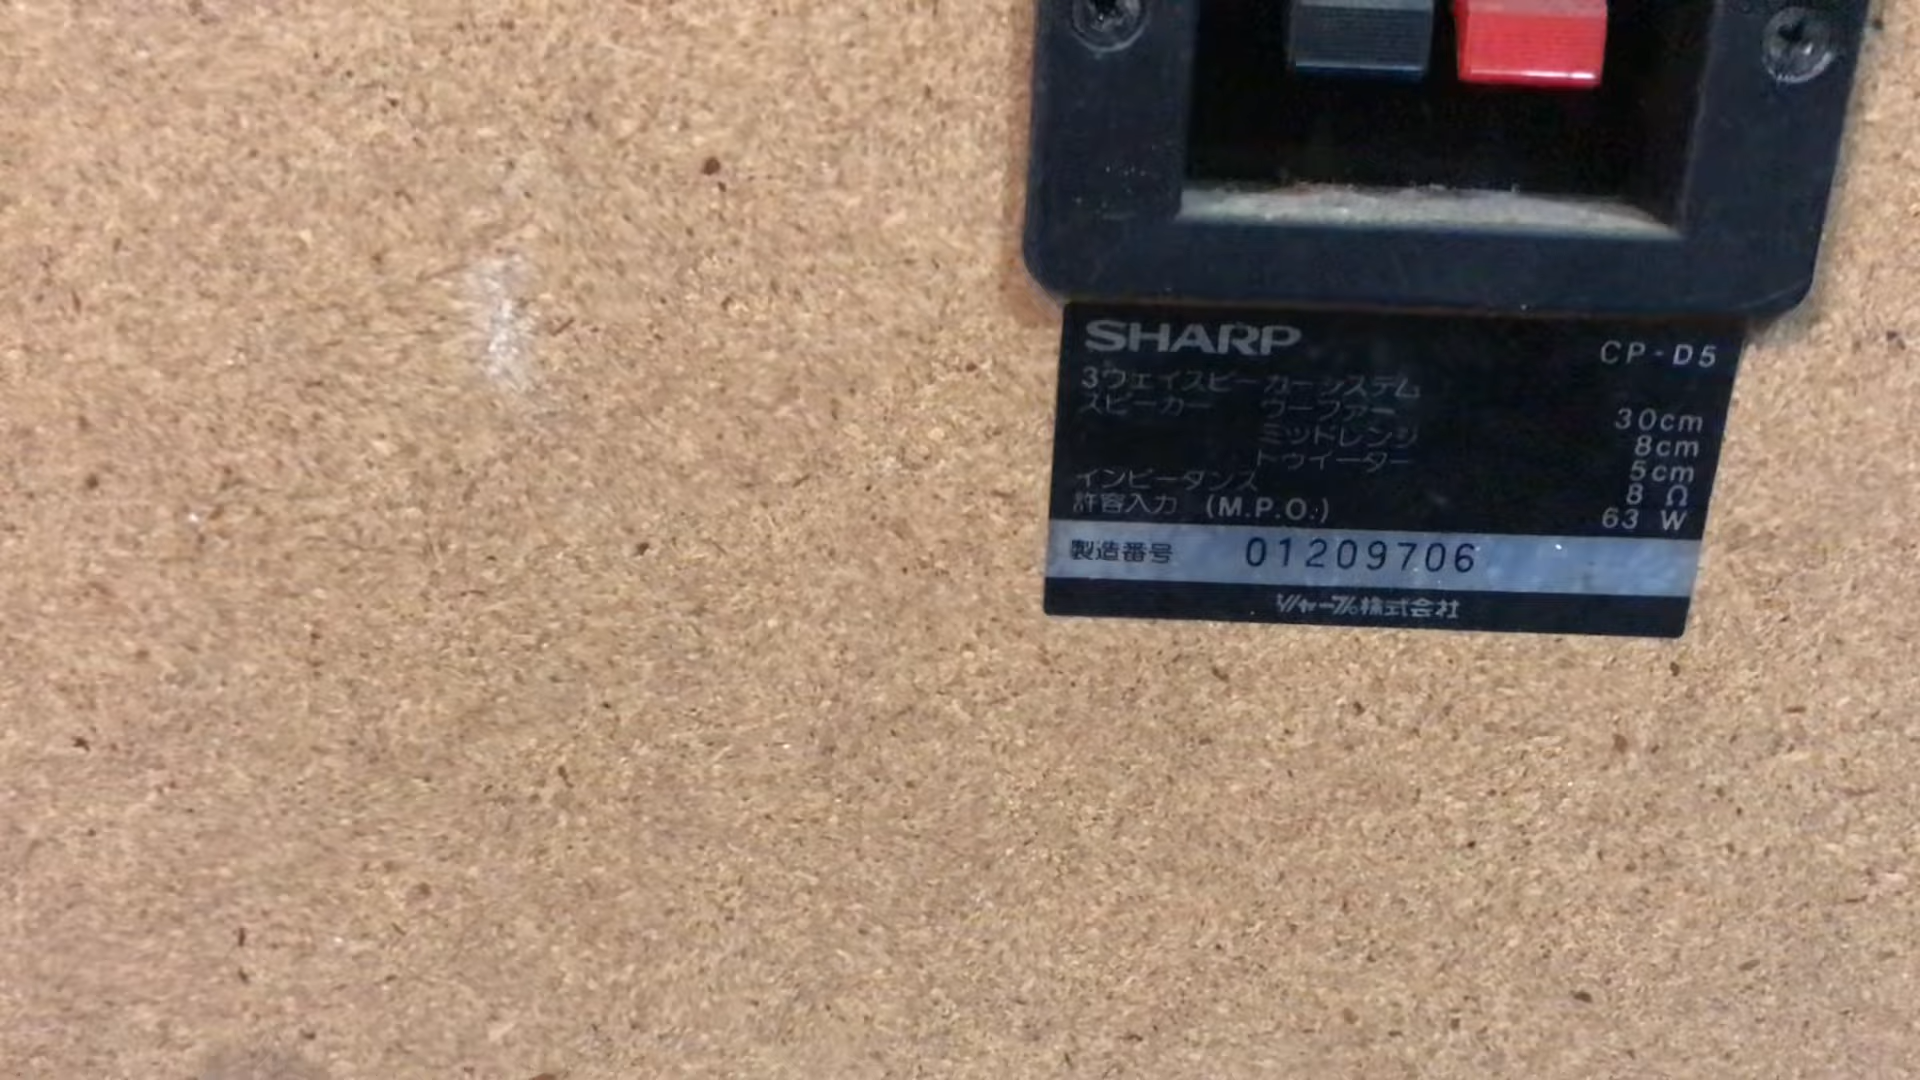 SHARP CP-D5
3ウェイスピーカーシステム
スピーカー ウーファー 30cm
ミッドレンジ 8cm
トゥイーター 5cm
インピーダンス 8 Ω
許容入力 (M.P.O.) 63 W
製造番号 01209706
シャープ株式会社